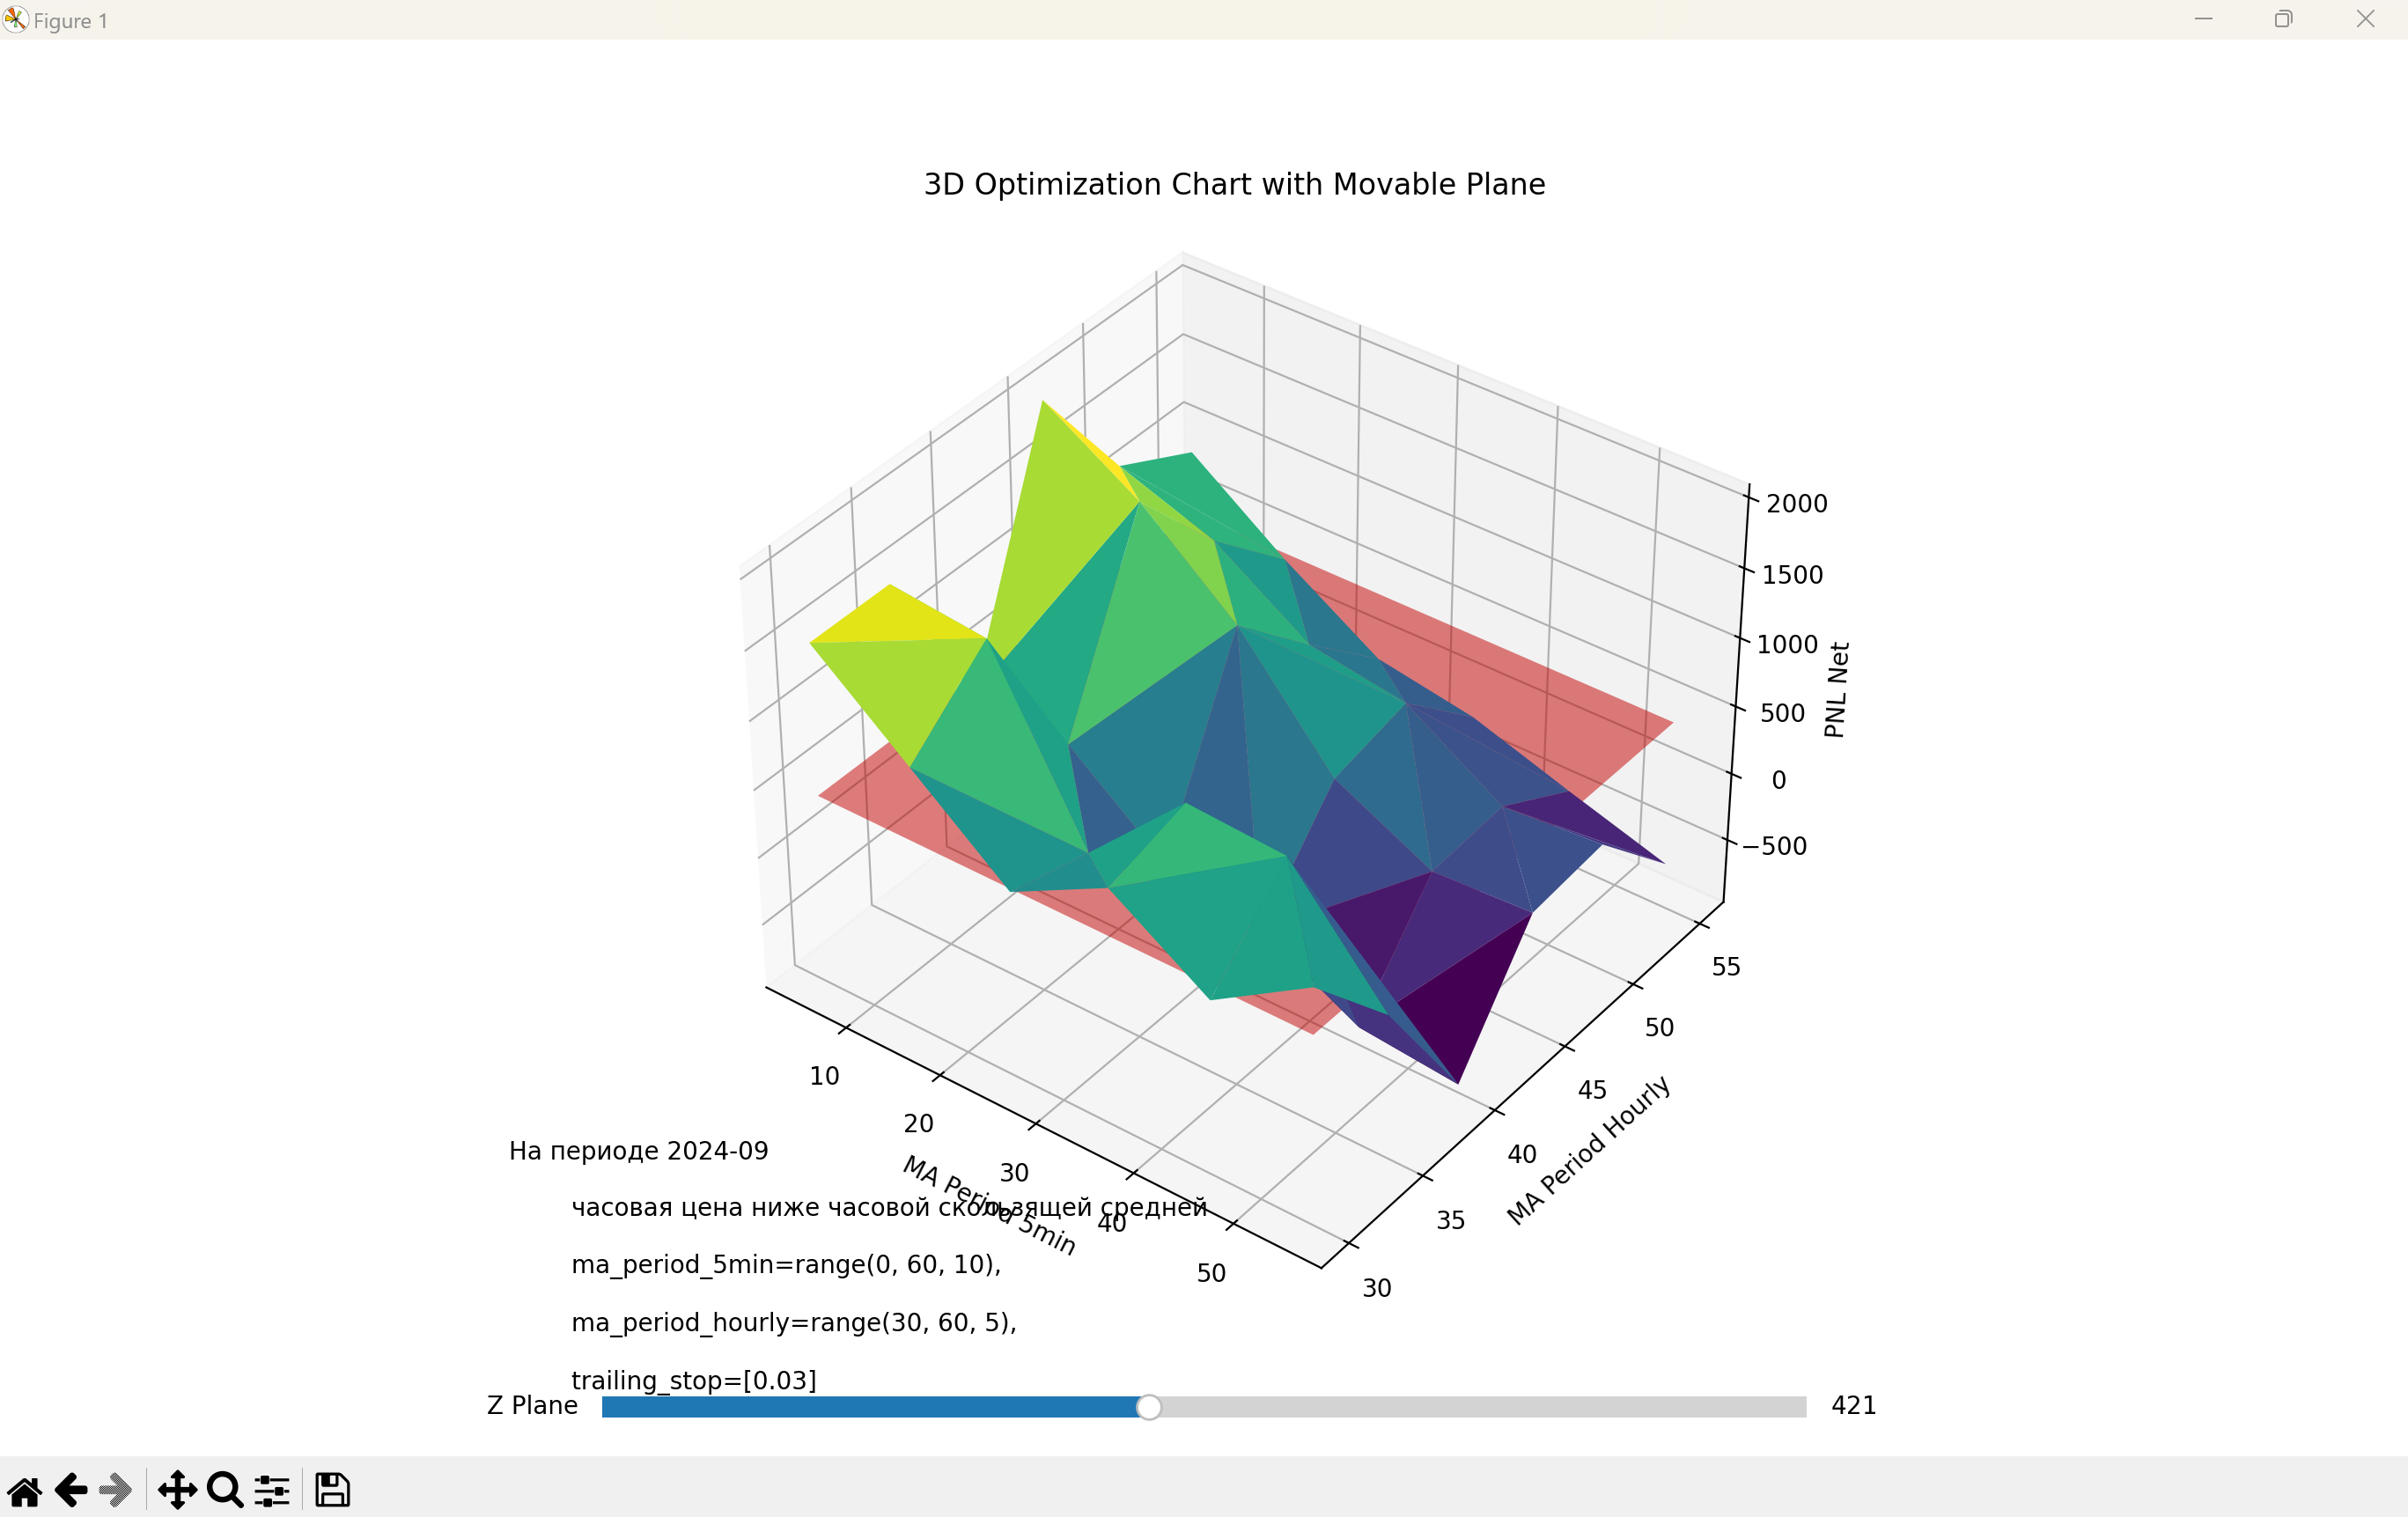 Figure 1
3D Optimization Chart with Movable Plane
2000
1500
1000
500
0
−500
PNL Net
55
50
45
40
35
30
MA Period Hourly
10
20
30
40
50
MA Period 5min
На периоде 2024-09
часовая цена ниже часовой скользящей средней
ma_period_5min=range(0, 60, 10),
ma_period_hourly=range(30, 60, 5),
trailing_stop=[0.03]
Z Plane
421